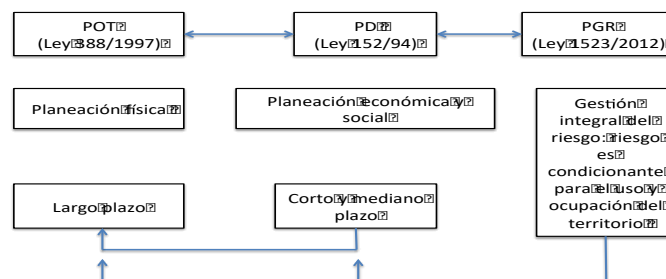 POT
(Ley 388/1997)
PD
(Ley 152/94)
PGR
(Ley 1523/2012)
Planeación física
Planeación económica y
social
Gestión
integral del
riesgo: riesgo
es
condicionante
para el uso y
ocupación del
territorio
Largo plazo
Corto y mediano
plazo